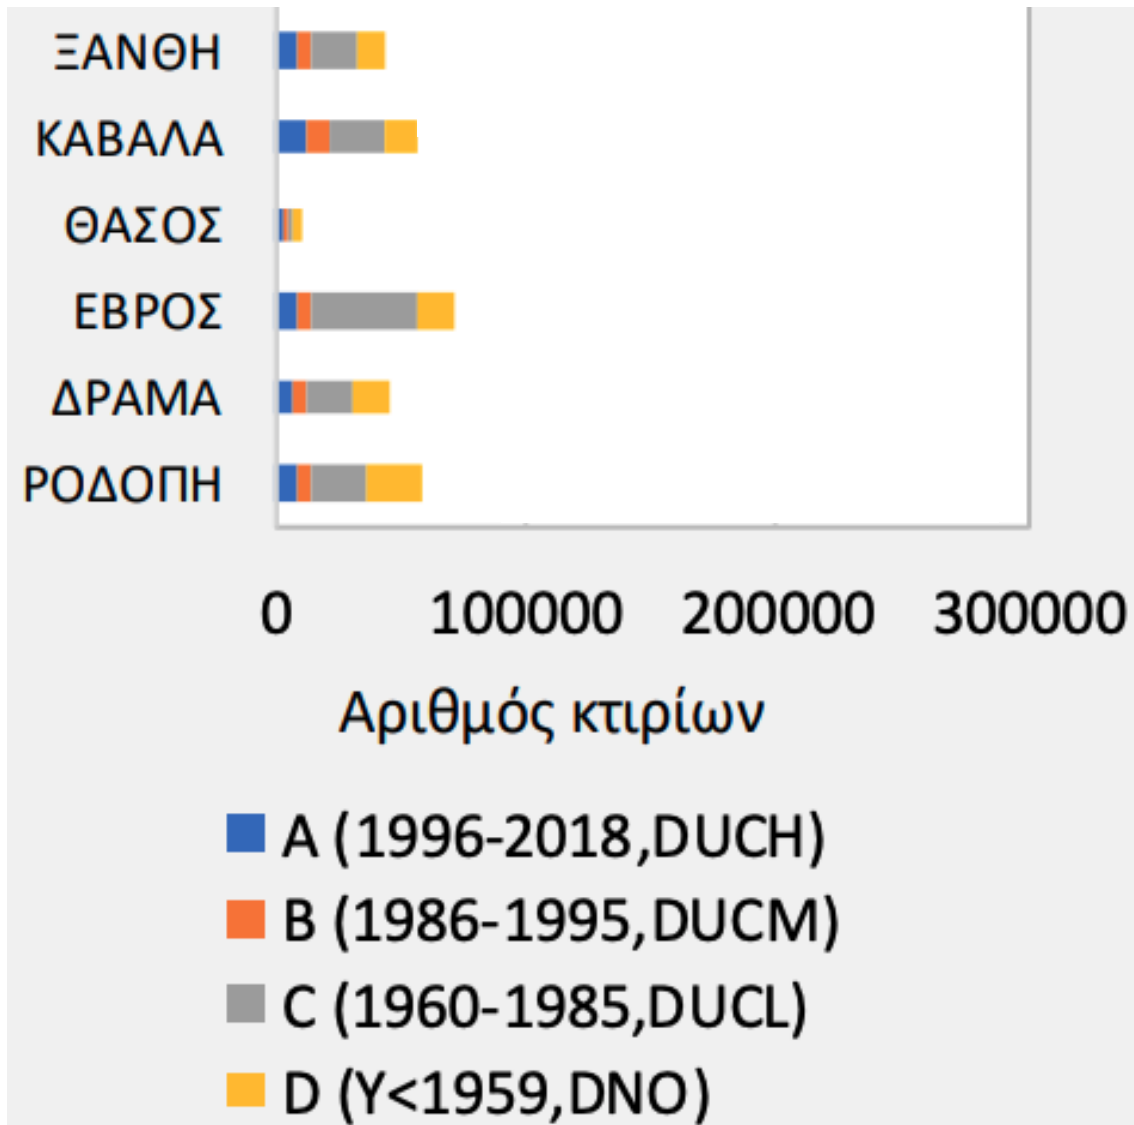 ΞΑΝΘΗ
ΚΑΒΑΛΑ
ΘΑΣΟΣ
ΕΒΡΟΣ
ΔΡΑΜΑ
ΡΟΔΟΠΗ
0 100000 200000 300000
Αριθμός κτιρίων
A (1996-2018,DUCH)
B (1986-1995,DUCM)
C (1960-1985,DUCL)
D (Y<1959,DNO)